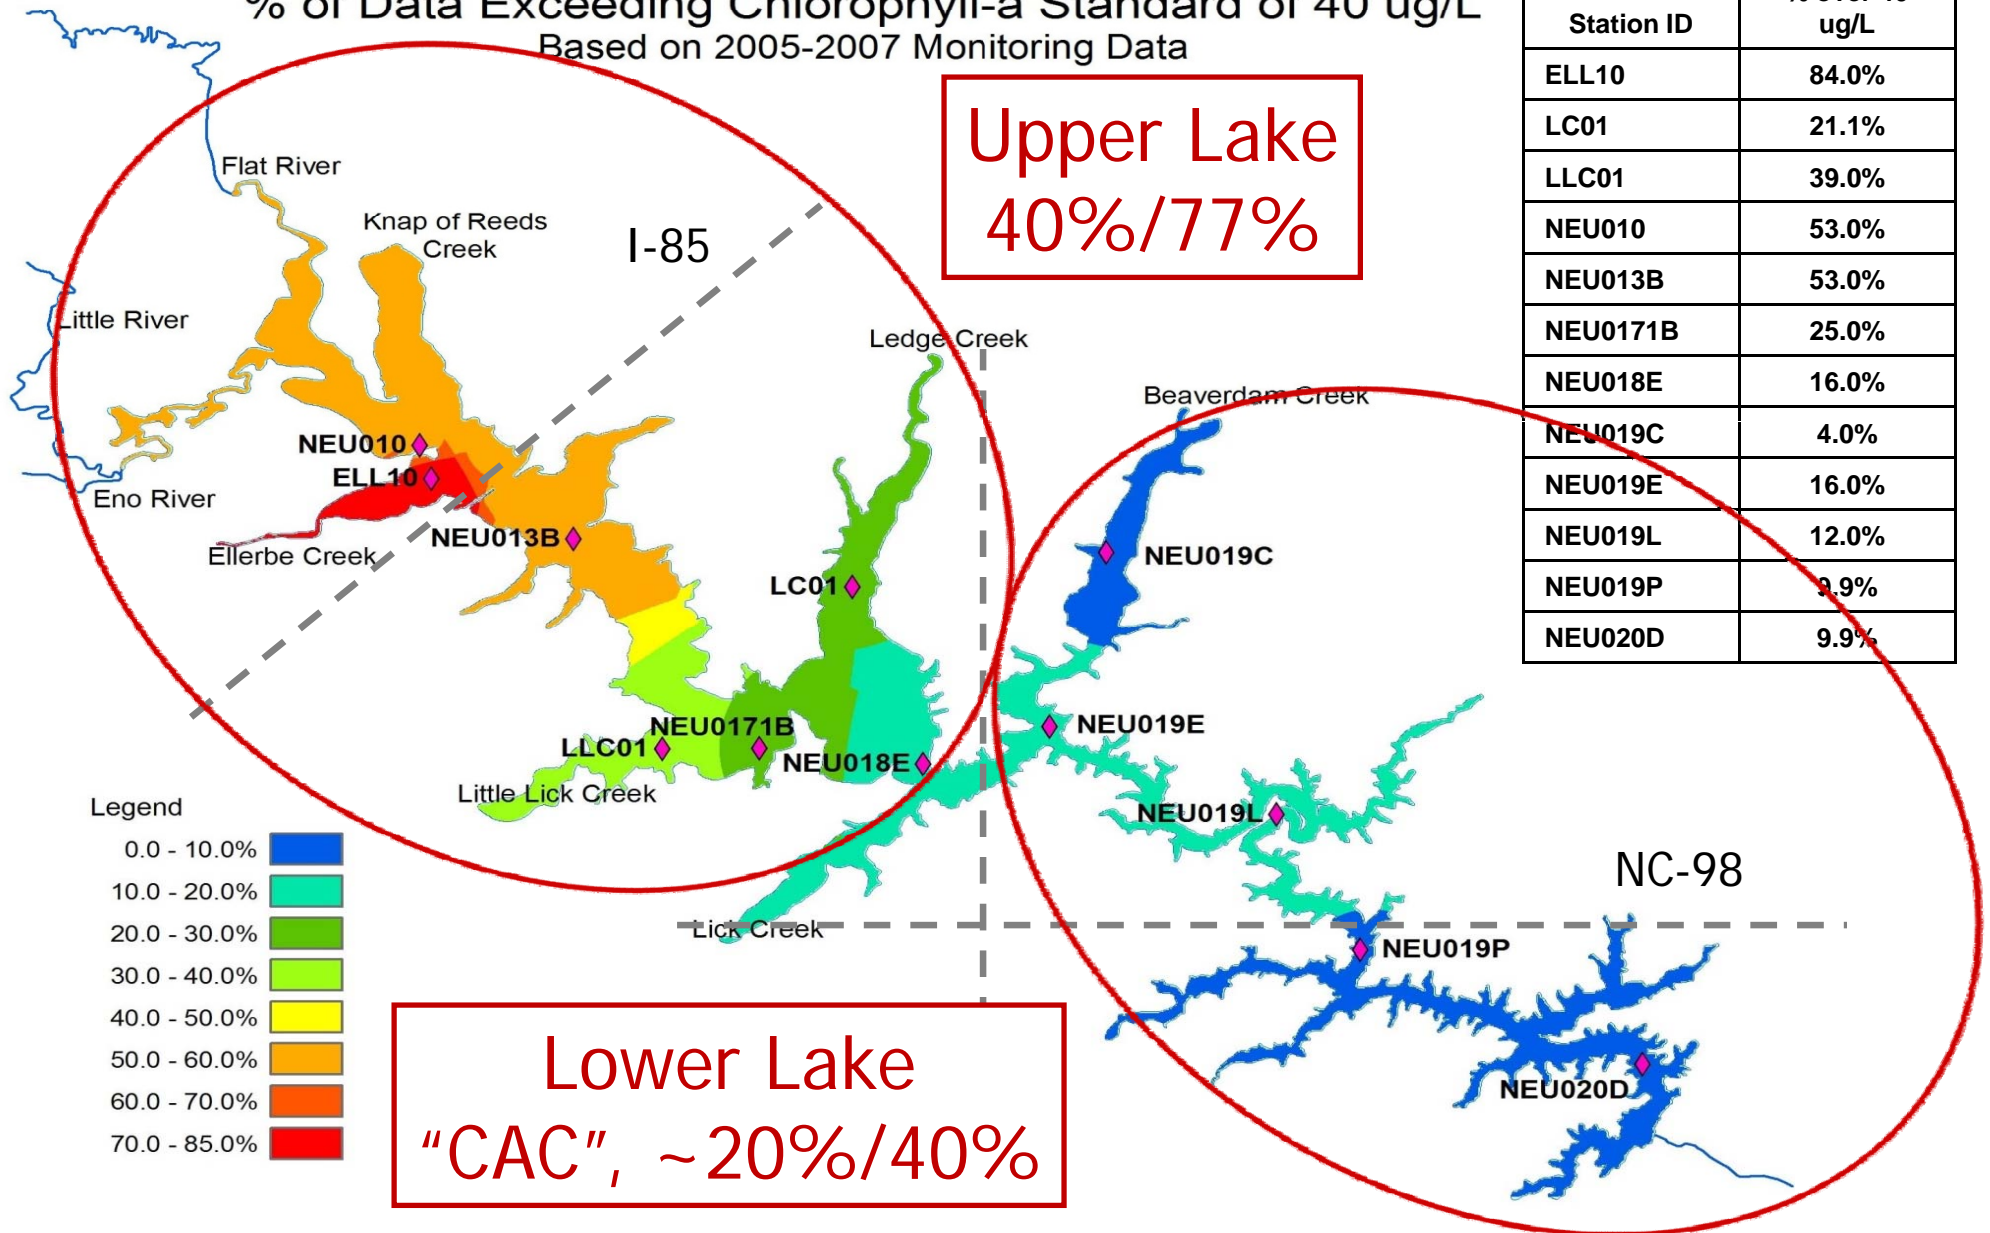 % of Data Exceeding Chlorophyll-a Standard of 40 ug/L
Based on 2005-2007 Monitoring Data
Upper Lake
40%/77%
Flat River
Knap of Reeds
Creek
I-85
Little River
Ledge Creek
Beaverdam Creek
NEU010
ELL10
Eno River
Ellerbe Creek
NEU013B
LC01
NEU019C
NEU0171B
LLC01
NEU018E
NEU019E
Little Lick Creek
NEU019L
NC-98
Lick Creek
NEU019P
NEU020D
Legend
0.0 - 10.0%
10.0 - 20.0%
20.0 - 30.0%
30.0 - 40.0%
40.0 - 50.0%
50.0 - 60.0%
60.0 - 70.0%
70.0 - 85.0%
Lower Lake
“CAC”, ~20%/40%
Station ID ug/L
ELL10 84.0%
LC01 21.1%
LLC01 39.0%
NEU010 53.0%
NEU013B 53.0%
NEU0171B 25.0%
NEU018E 16.0%
NEU019C 4.0%
NEU019E 16.0%
NEU019L 12.0%
NEU019P 9.9%
NEU020D 9.9%